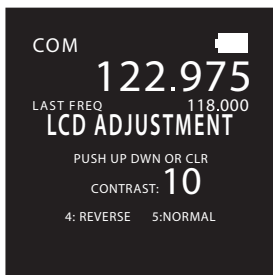 COM
122.975
LAST FREQ 118.000
LCD ADJUSTMENT
PUSH UP DWN OR CLR
CONTRAST: 10
4: REVERSE 5:NORMAL